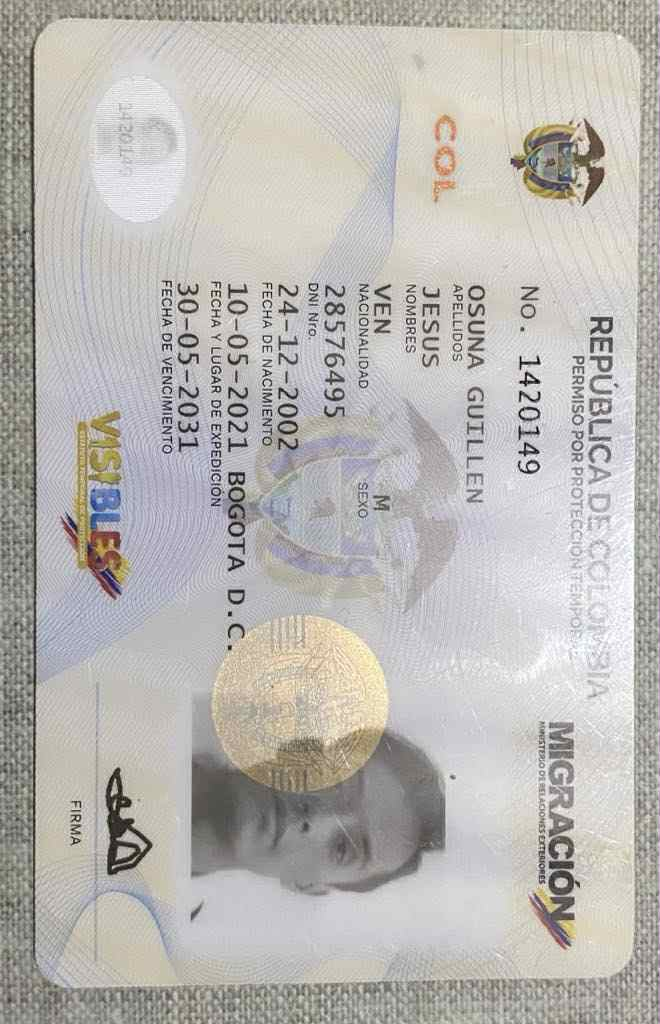 REPÚBLICA DE COLOMBIA
PERMISO POR PROTECCIÓN TEMPORAL
MIGRACIÓN
MINISTERIO DE RELACIONES EXTERIORES
COL
No. 1420149
OSUNA GUILLEN
APELLIDOS
JESUS
NOMBRES
VEN M
NACIONALIDAD SEXO
28576495
DNI Nro.
24-12-2002
FECHA DE NACIMIENTO
10-05-2021 BOGOTA D.C.
FECHA Y LUGAR DE EXPEDICIÓN
30-05-2031
FECHA DE VENCIMIENTO
1420149
VISIBLES
FIRMA